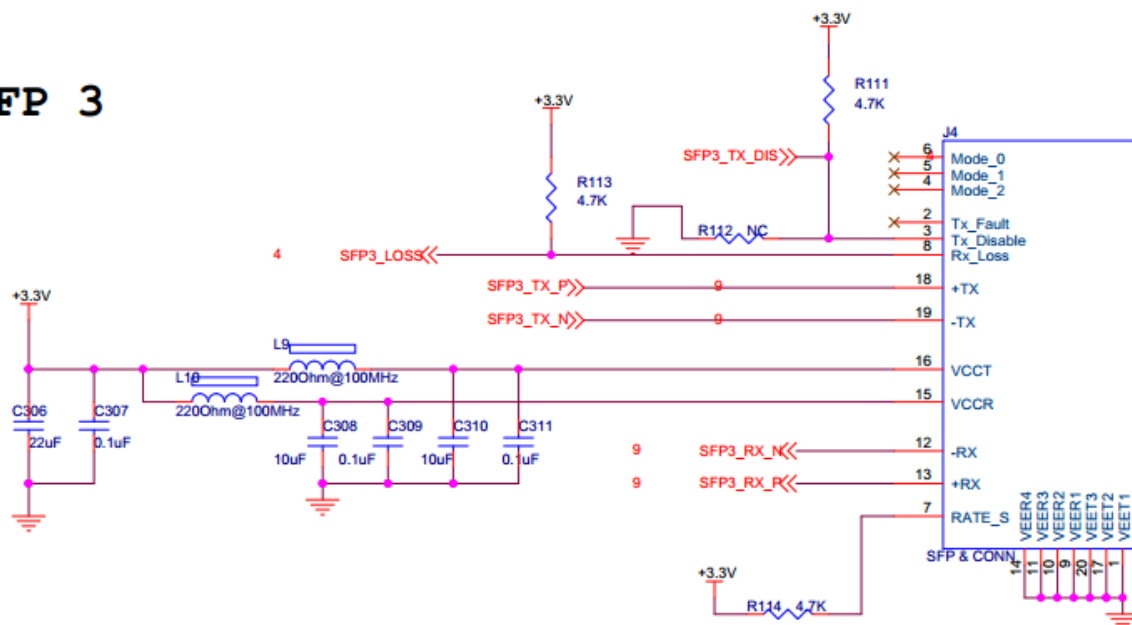 FP 3
+3.3V
R111
4.7K
+3.3V
R113
4.7K
SFP3_TX_DIS
J4
6 4 Mode_0
5 Mode_1
4 Mode_2
2 Tx_Fault
R112 NC
3 Tx_Disable
4 SFP3_LOSS
8 Rx_Loss
SFP3_TX_P 9 18 +TX
SFP3_TX_N 9 19 -TX
+3.3V
L9
220Ohm@100MHz
16 VCCT
L10
220Ohm@100MHz
15 VCCR
C306
22uF
C307
0.1uF
C308
10uF
C309
0.1uF
C310
10uF
C311
0.1uF
9 SFP3_RX_N 12 -RX
9 SFP3_RX_P 13 +RX
7 RATE_S
VEER4
VEER3
VEER2
VEER1
VEET3
VEET2
VEET1
SFP & CONN
14
11
10
9
20
17
1
+3.3V
R114 4.7K